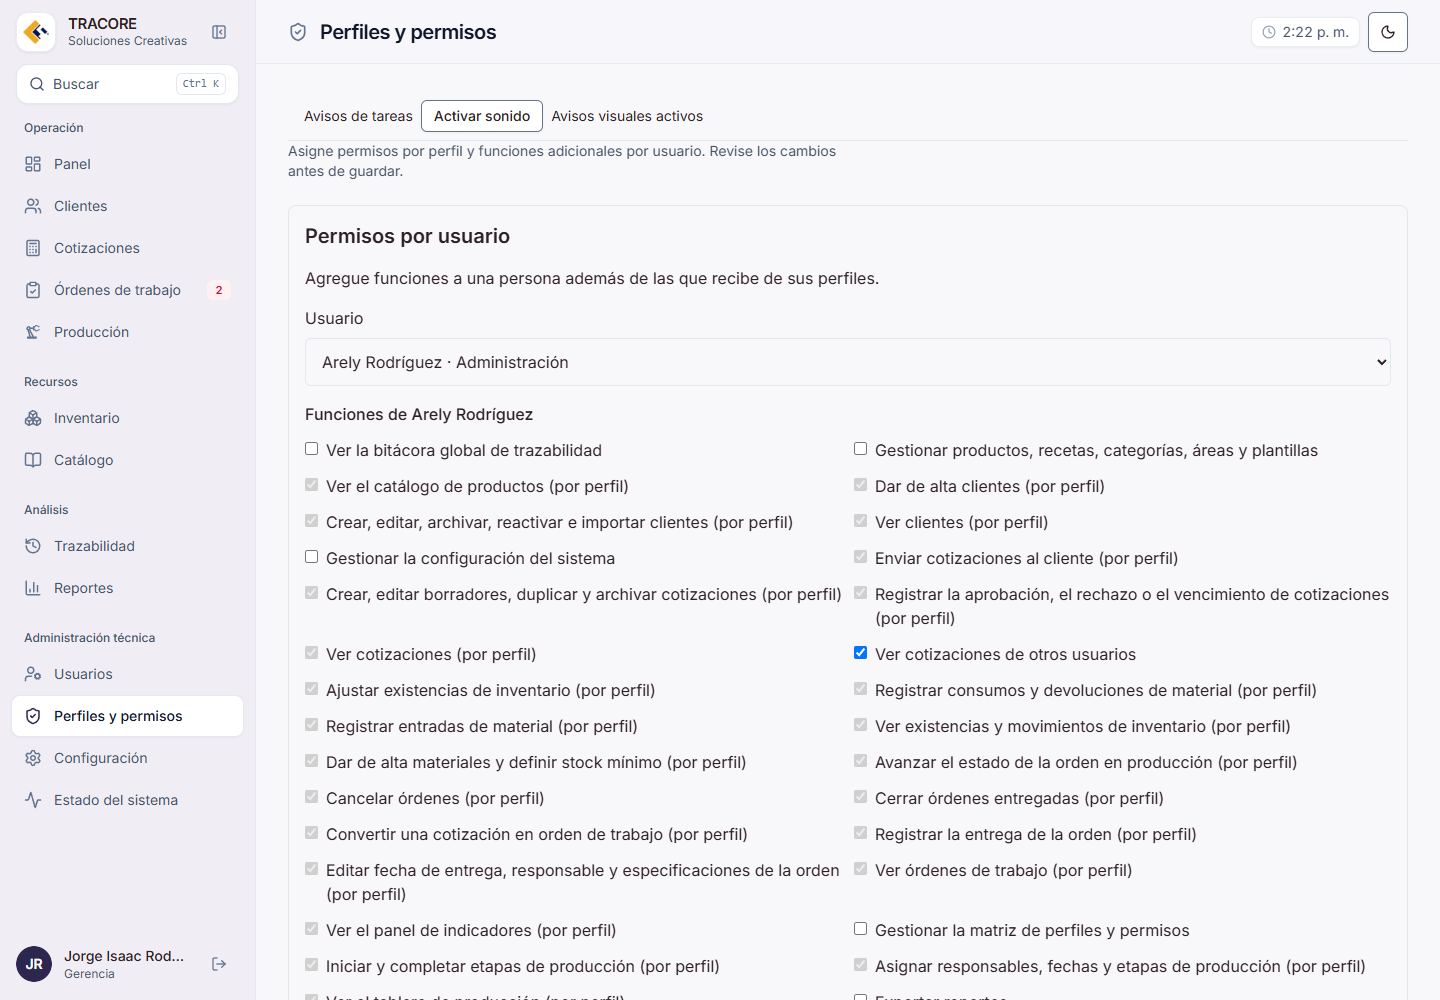 TRACORE
Soluciones Creativas
Buscar
Ctrl K
Operación
Panel
Clientes
Cotizaciones
Órdenes de trabajo
2
Producción
Recursos
Inventario
Catálogo
Análisis
Trazabilidad
Reportes
Administración técnica
Usuarios
Perfiles y permisos
Configuración
Estado del sistema
JR
Jorge Isaac Rod...
Gerencia
Perfiles y permisos
2:22 p. m.
Avisos de tareas
Activar sonido
Avisos visuales activos
Asigne permisos por perfil y funciones adicionales por usuario. Revise los cambios
antes de guardar.
Permisos por usuario
Agregue funciones a una persona además de las que recibe de sus perfiles.
Usuario
Arely Rodríguez · Administración
Funciones de Arely Rodríguez
Ver la bitácora global de trazabilidad
Gestionar productos, recetas, categorías, áreas y plantillas
Ver el catálogo de productos (por perfil)
Dar de alta clientes (por perfil)
Crear, editar, archivar, reactivar e importar clientes (por perfil)
Ver clientes (por perfil)
Gestionar la configuración del sistema
Enviar cotizaciones al cliente (por perfil)
Crear, editar borradores, duplicar y archivar cotizaciones (por perfil)
Registrar la aprobación, el rechazo o el vencimiento de cotizaciones
(por perfil)
Ver cotizaciones (por perfil)
Ver cotizaciones de otros usuarios
Ajustar existencias de inventario (por perfil)
Registrar consumos y devoluciones de material (por perfil)
Registrar entradas de material (por perfil)
Ver existencias y movimientos de inventario (por perfil)
Dar de alta materiales y definir stock mínimo (por perfil)
Avanzar el estado de la orden en producción (por perfil)
Cancelar órdenes (por perfil)
Cerrar órdenes entregadas (por perfil)
Convertir una cotización en orden de trabajo (por perfil)
Registrar la entrega de la orden (por perfil)
Editar fecha de entrega, responsable y especificaciones de la orden
(por perfil)
Ver órdenes de trabajo (por perfil)
Ver el panel de indicadores (por perfil)
Gestionar la matriz de perfiles y permisos
Iniciar y completar etapas de producción (por perfil)
Asignar responsables, fechas y etapas de producción (por perfil)
Ver el tablero de producción (por perfil)
Exportar reportes